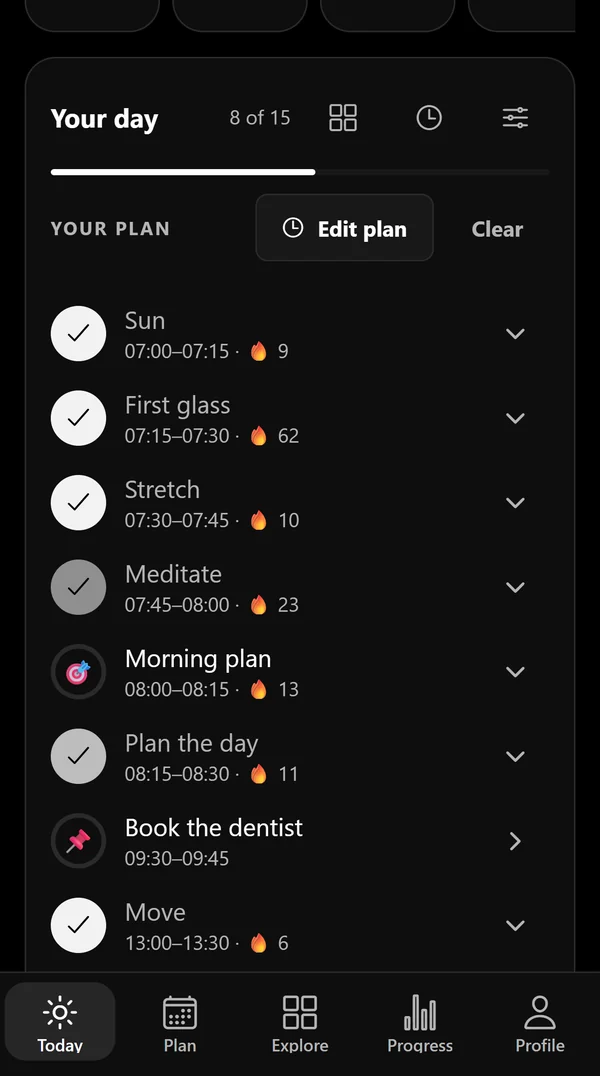 Your day
8 of 15
YOUR PLAN
Edit plan
Clear
Sun
07:00–07:15 · 🔥 9
First glass
07:15–07:30 · 🔥 62
Stretch
07:30–07:45 · 🔥 10
Meditate
07:45–08:00 · 🔥 23
Morning plan
08:00–08:15 · 🔥 13
Plan the day
08:15–08:30 · 🔥 11
Book the dentist
09:30–09:45
Move
13:00–13:30 · 🔥 6
Today
Plan
Explore
Progress
Profile